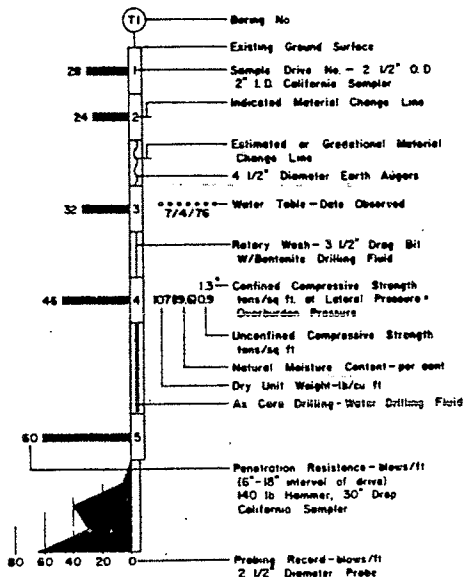 T1
Boring No
Existing Ground Surface
28
1
Sample Drive No. - 2 1/2" O.D
2" I.D. California Sampler
24
2
Indicated Material Change Line
Estimated or Gradational Material
Change Line
4 1/2" Diameter Earth Augers
32
3
Water Table - Date Observed
7/4/76
Rotary Wash - 3 1/2" Drag Bit
W/Bentonite Drilling Fluid
1.3*
Confined Compressive Strength
tons/sq ft. at Lateral Pressure =
Overburden Pressure
46
4
107
0.9
Unconfined Compressive Strength
tons/sq ft
Natural Moisture Content - per cent
Dry Unit Weight - lb/cu ft
Ax Core Drilling - Water Drilling Fluid
60
5
Penetration Resistance - blows/ft
(6"-18" interval of drive)
140 lb Hammer, 30" Drop
California Sampler
80 60 40 20 0
Probing Record - blows/ft
2 1/2" Diameter Probe